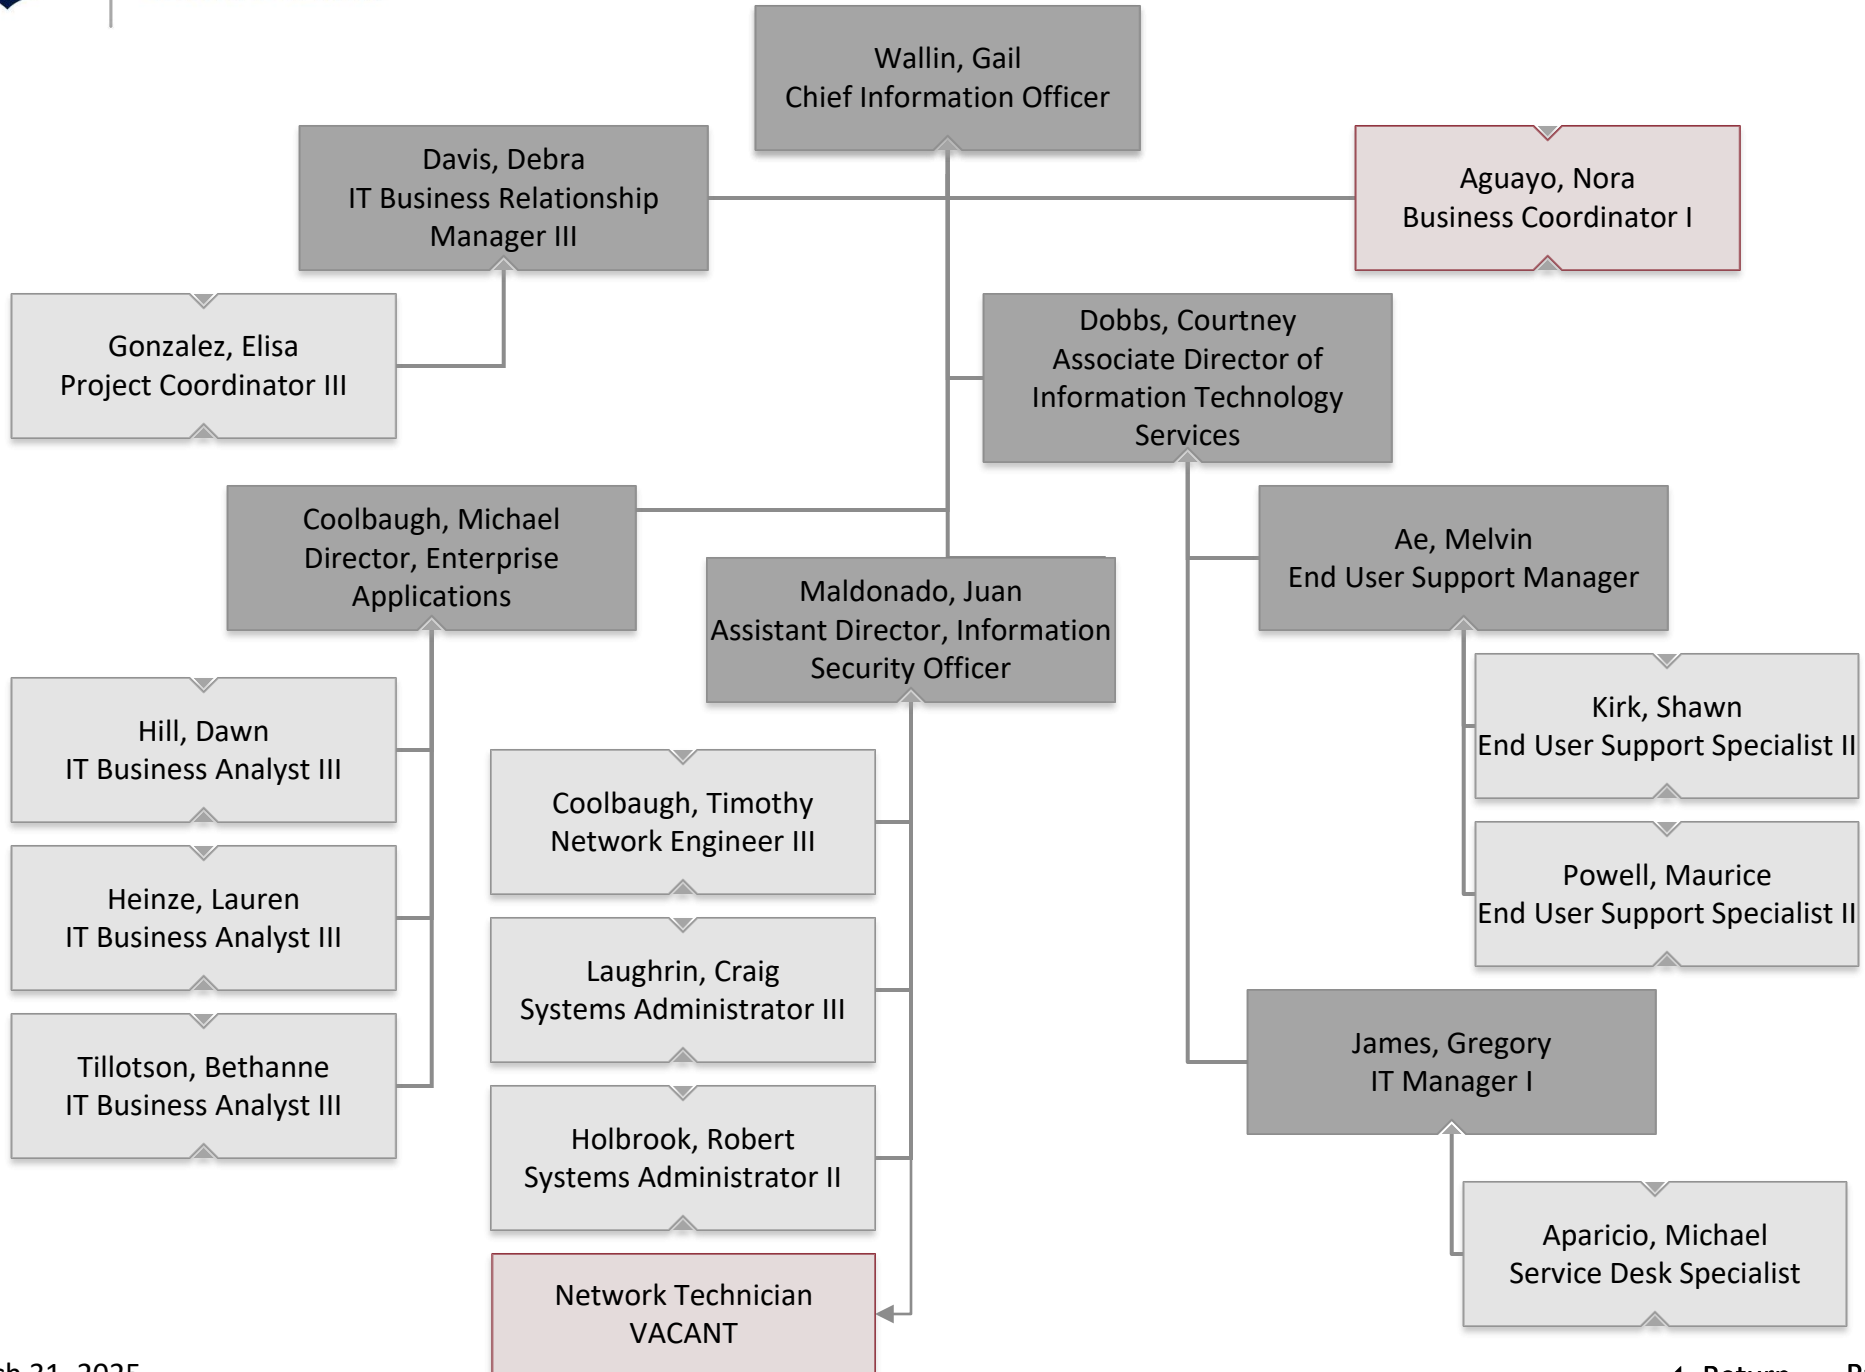 Wallin, Gail
Chief Information Officer
Davis, Debra
IT Business Relationship
Manager III
Aguayo, Nora
Business Coordinator I
Gonzalez, Elisa
Project Coordinator III
Dobbs, Courtney
Associate Director of
Information Technology
Services
Coolbaugh, Michael
Director, Enterprise
Applications
Maldonado, Juan
Assistant Director, Information
Security Officer
Ae, Melvin
End User Support Manager
Hill, Dawn
IT Business Analyst III
Heinze, Lauren
IT Business Analyst III
Tillotson, Bethanne
IT Business Analyst III
Coolbaugh, Timothy
Network Engineer III
Laughrin, Craig
Systems Administrator III
Holbrook, Robert
Systems Administrator II
Network Technician
VACANT
Kirk, Shawn
End User Support Specialist II
Powell, Maurice
End User Support Specialist II
James, Gregory
IT Manager I
Aparicio, Michael
Service Desk Specialist
31, 2025
Return